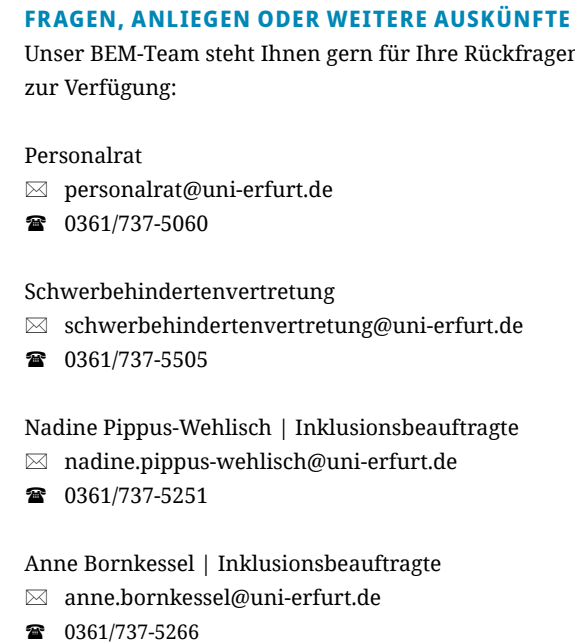 FRAGEN, ANLIEGEN ODER WEITERE AUSKÜNFTE
Unser BEM-Team steht Ihnen gern für Ihre Rückfragen
zur Verfügung:
Personalrat
🖂 personalrat@uni-erfurt.de
☎ 0361/737-5060
Schwerbehindertenvertretung
🖂 schwerbehindertenvertretung@uni-erfurt.de
☎ 0361/737-5505
Nadine Pippus-Wehlisch | Inklusionsbeauftragte
🖂 nadine.pippus-wehlisch@uni-erfurt.de
☎ 0361/737-5251
Anne Bornkessel | Inklusionsbeauftragte
🖂 anne.bornkessel@uni-erfurt.de
☎ 0361/737-5266